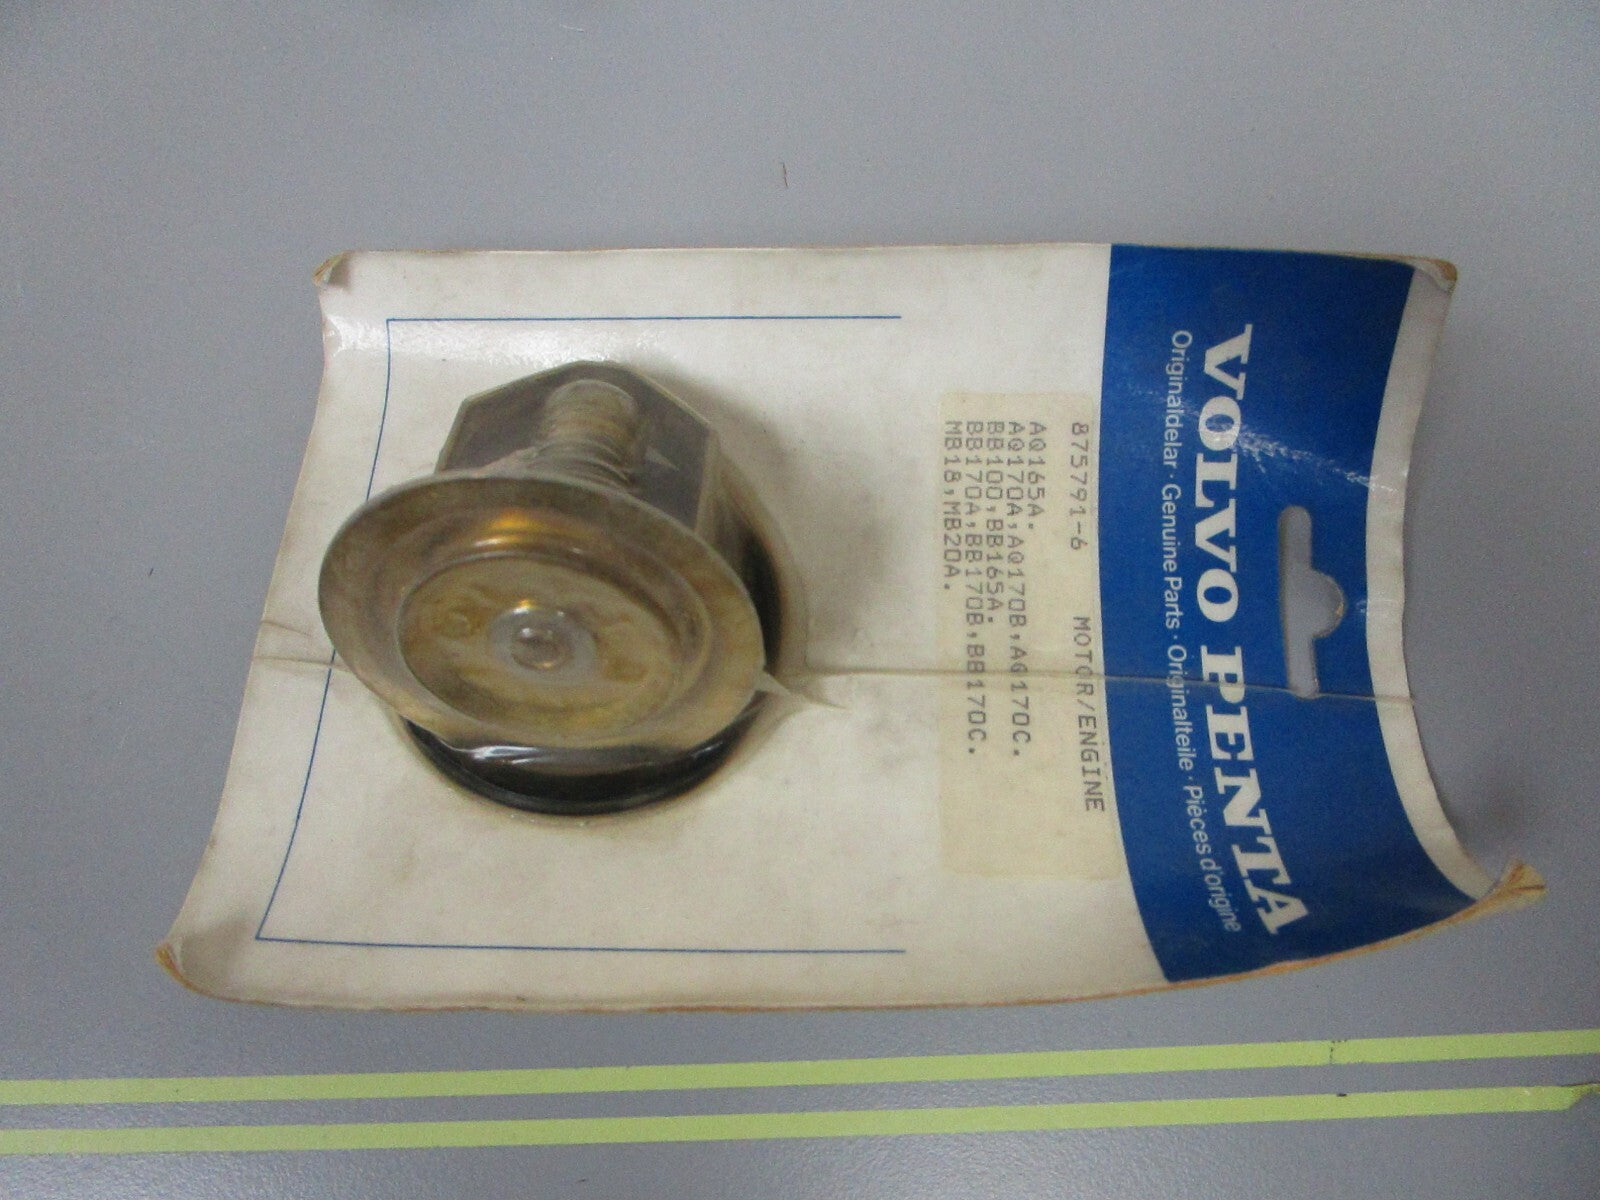 VOLVO PENTA
Originaldelar · Genuine Parts · Originalteile · Pièces d'origine
875791-6 MOTOR/ENGINE
AQ165A.
AQ170A,AQ170B,AQ170C.
BB100,BB165A.
BB170A,BB170B,BB170C.
MB18,MB20A.